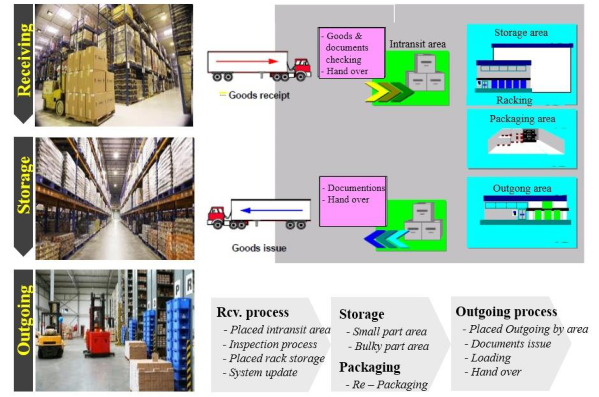 Receiving
- Goods &
documents
checking
- Hand over
Intransit area
Storage area
= Goods receipt
Racking
Packaging area
Storage
- Documentions
- Hand over
Outgong area
Goods issue
Outgoing
Rcv. process
- Placed intransit area
- Inspection process
- Placed rack storage
- System update
Storage
- Small part area
- Bulky part area
Packaging
- Re – Packaging
Outgoing process
- Placed Outgoing by area
- Documents issue
- Loading
- Hand over